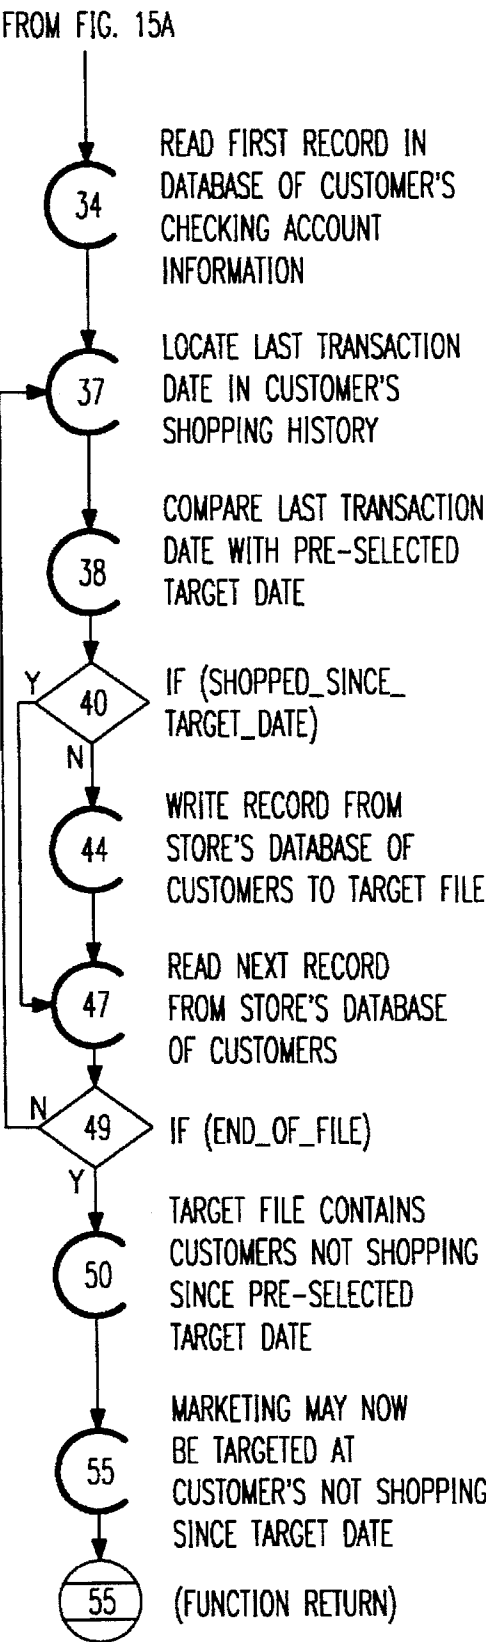 FROM FIG. 15A
34
READ FIRST RECORD IN
DATABASE OF CUSTOMER'S
CHECKING ACCOUNT
INFORMATION
37
LOCATE LAST TRANSACTION
DATE IN CUSTOMER'S
SHOPPING HISTORY
38
COMPARE LAST TRANSACTION
DATE WITH PRE-SELECTED
TARGET DATE
Y
40
N
IF (SHOPPED_SINCE_
TARGET_DATE)
44
WRITE RECORD FROM
STORE'S DATABASE OF
CUSTOMERS TO TARGET FILE
47
READ NEXT RECORD
FROM STORE'S DATABASE
OF CUSTOMERS
N
49
Y
IF (END_OF_FILE)
50
TARGET FILE CONTAINS
CUSTOMERS NOT SHOPPING
SINCE PRE-SELECTED
TARGET DATE
55
MARKETING MAY NOW
BE TARGETED AT
CUSTOMER'S NOT SHOPPING
SINCE TARGET DATE
55
(FUNCTION RETURN)